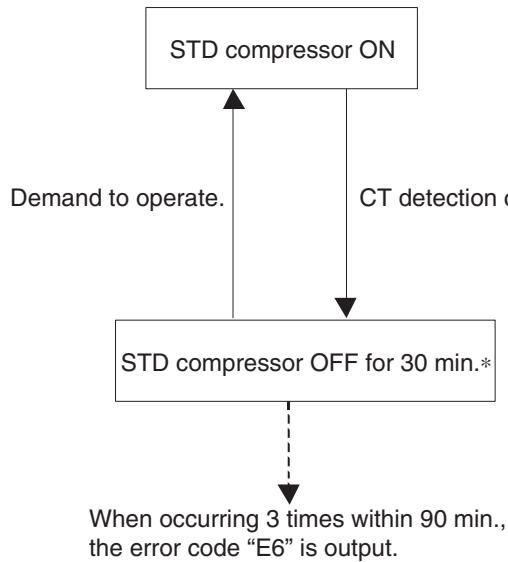 STD compressor ON
Demand to operate.
CT detection
STD compressor OFF for 30 min.*
When occurring 3 times within 90 min.,
the error code “E6” is output.